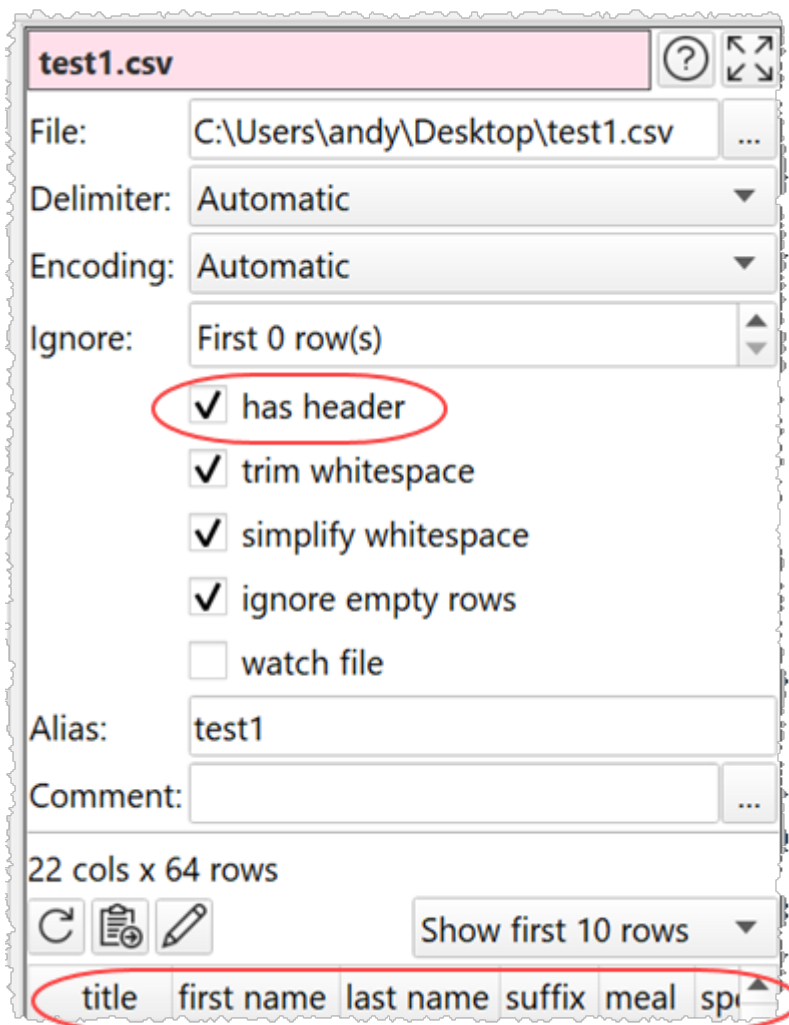 test1.csv
File: C:\Users\andy\Desktop\test1.csv ...
Delimiter: Automatic
Encoding: Automatic
Ignore: First 0 row(s)
has header
trim whitespace
simplify whitespace
ignore empty rows
watch file
Alias: test1
Comment: ...
22 cols x 64 rows
Show first 10 rows
title first name last name suffix meal